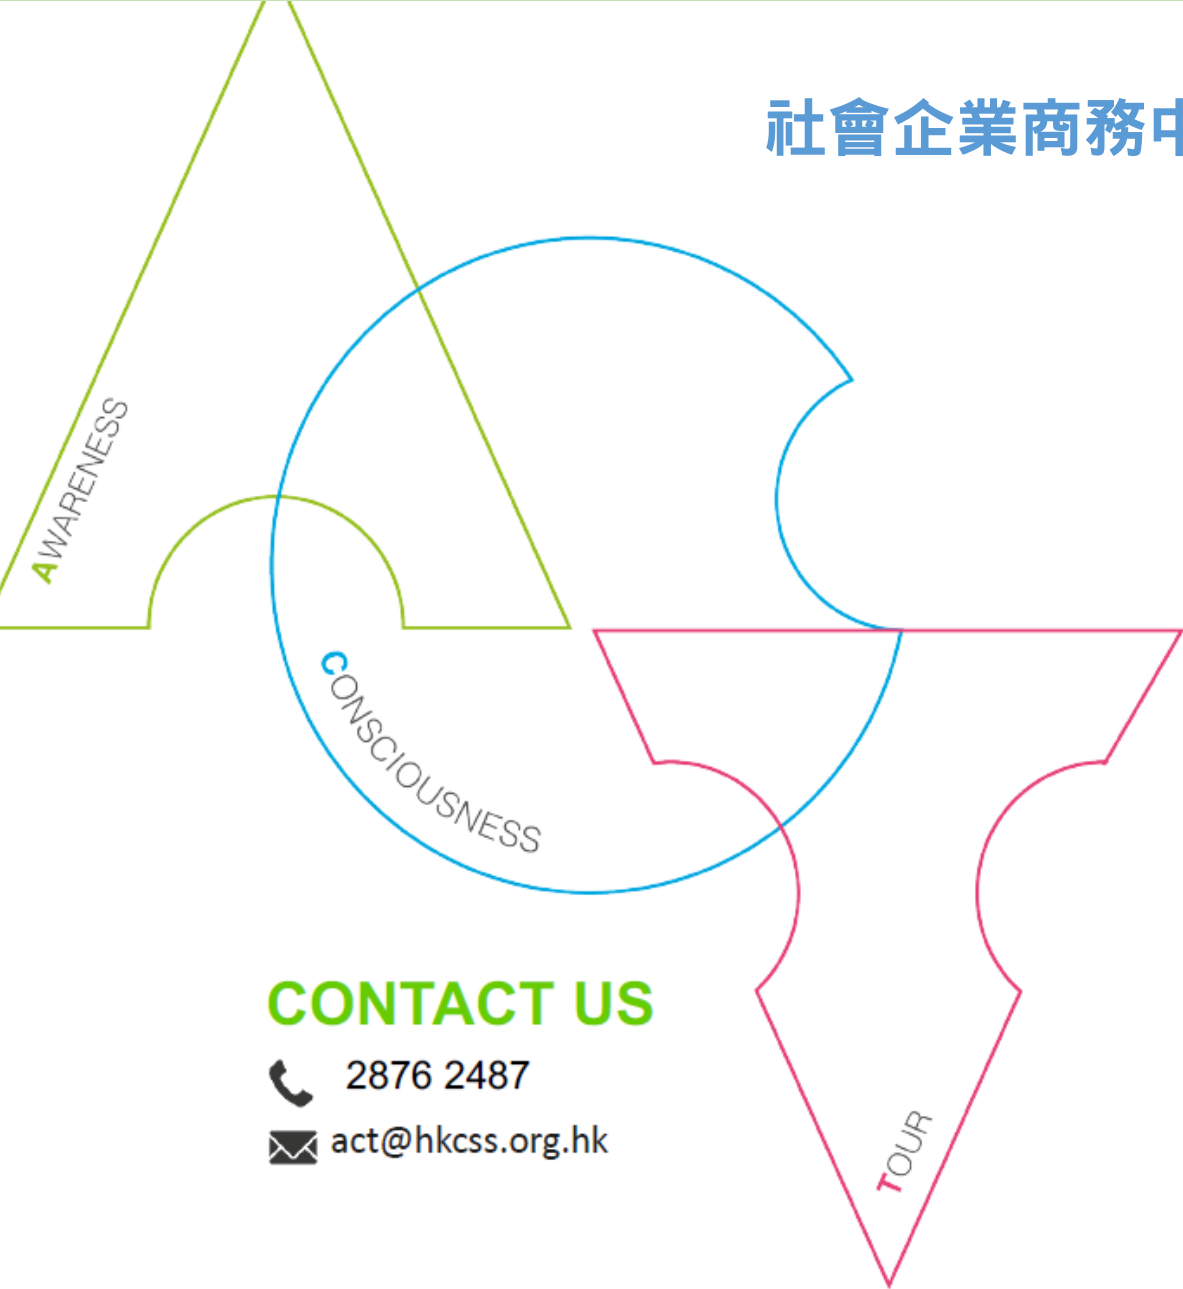 社會企業商務中
AWARENESS
CONSCIOUSNESS
CONTACT US
2876 2487
act@hkcss.org.hk
TOUR